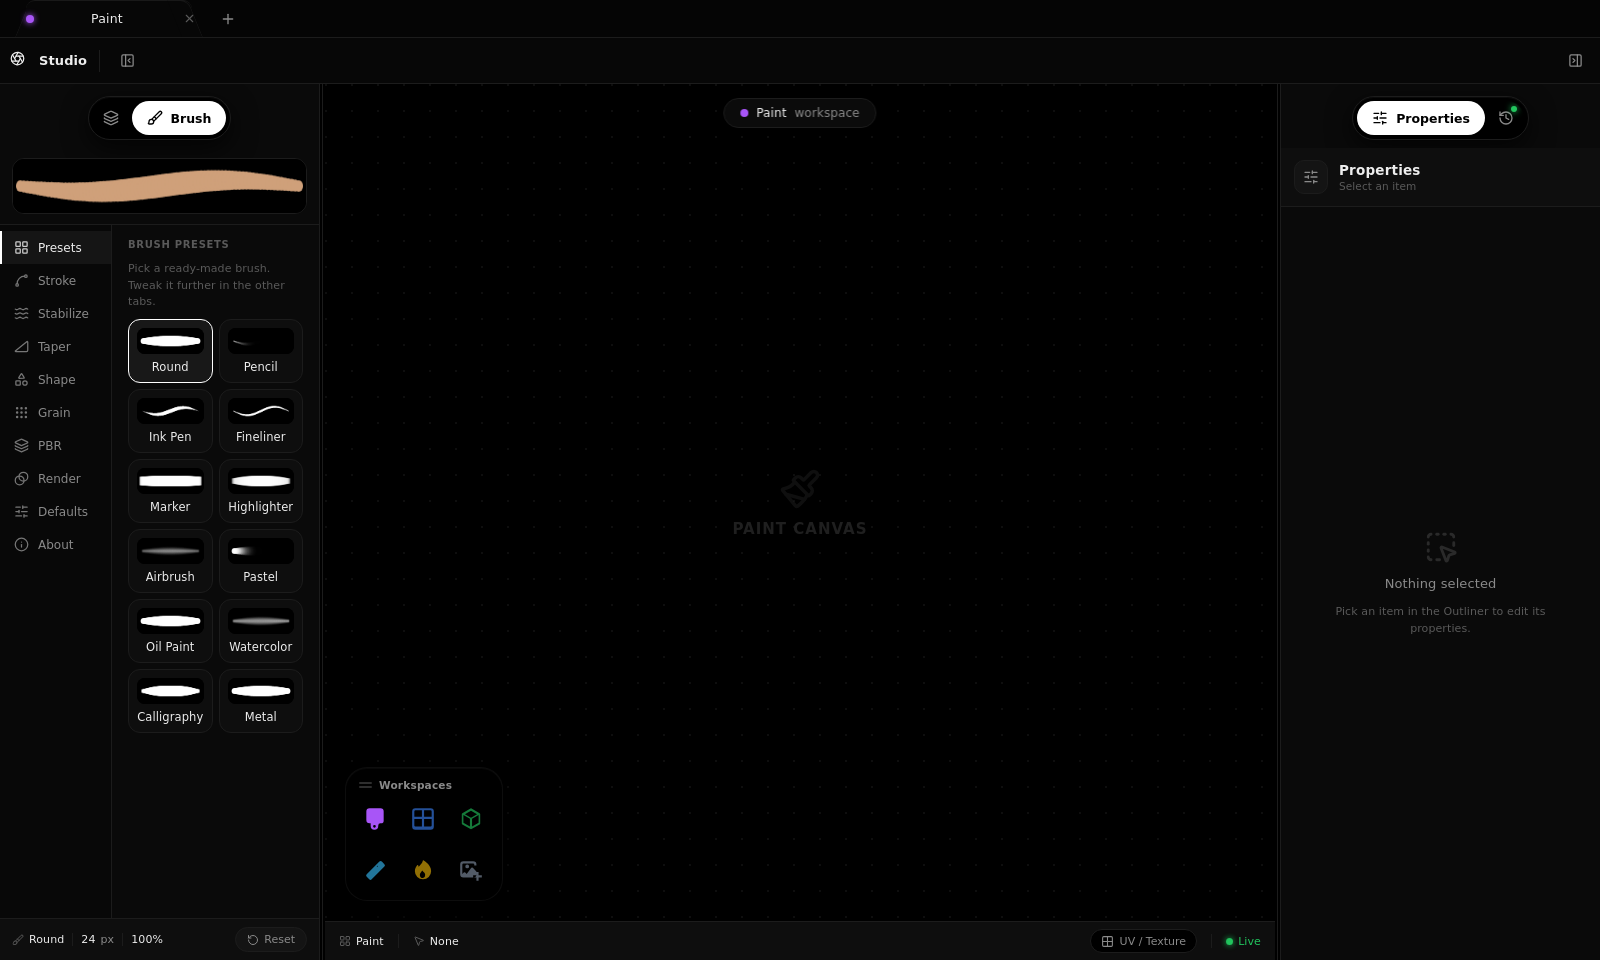 Paint
Studio
Brush
Paint workspace
Properties
Properties
Select an item
Presets
Stroke
Stabilize
Taper
Shape
Grain
PBR
Render
Defaults
About
BRUSH PRESETS
Pick a ready-made brush.
Tweak it further in the other
tabs.
Round
Pencil
Ink Pen
Fineliner
Marker
Highlighter
Airbrush
Pastel
Oil Paint
Watercolor
Calligraphy
Metal
PAINT CANVAS
Workspaces
Nothing selected
Pick an item in the Outliner to edit its
properties.
Round 24 px 100%
Reset
Paint
None
UV / Texture
Live